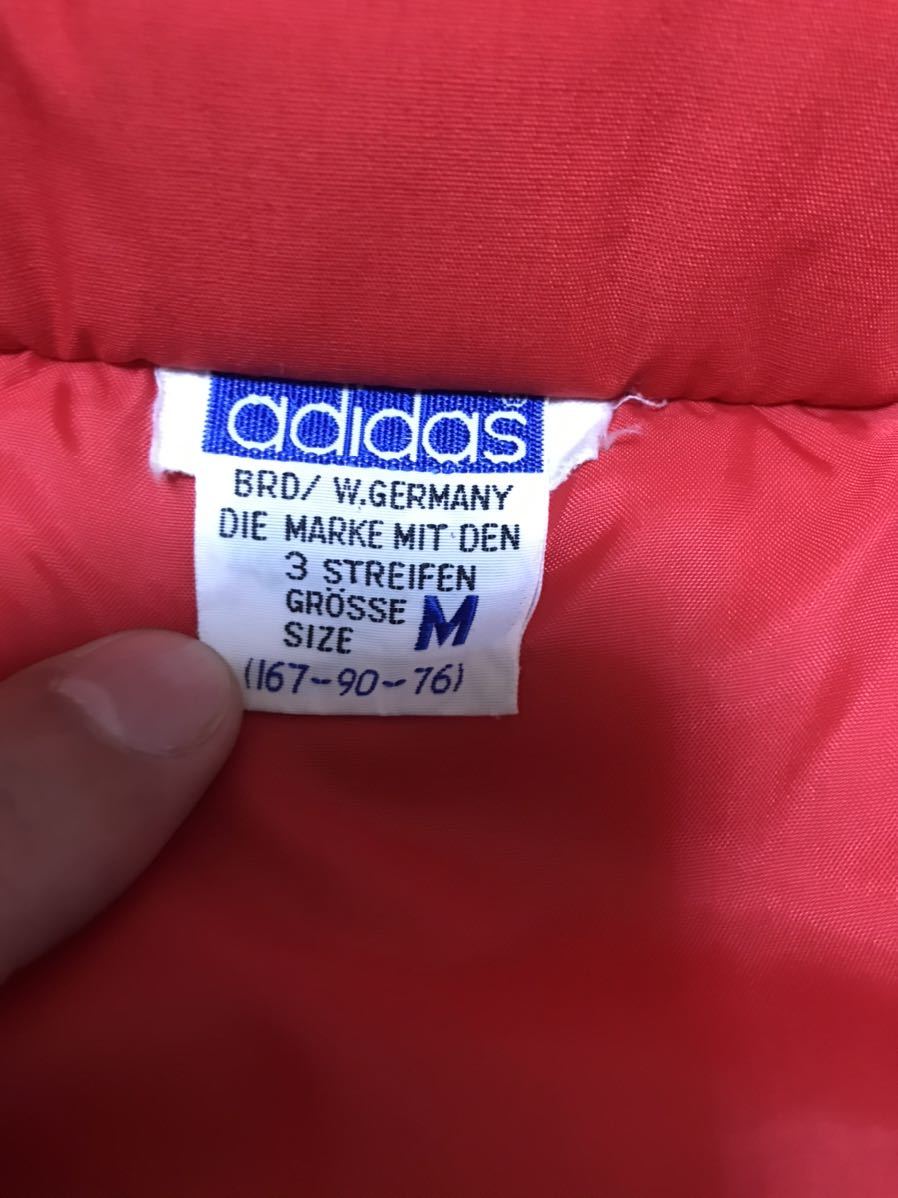 adidas
BRD/ W.GERMANY
DIE MARKE MIT DEN
3 STREIFEN
GRÖSSE M
SIZE
(167-90-76)